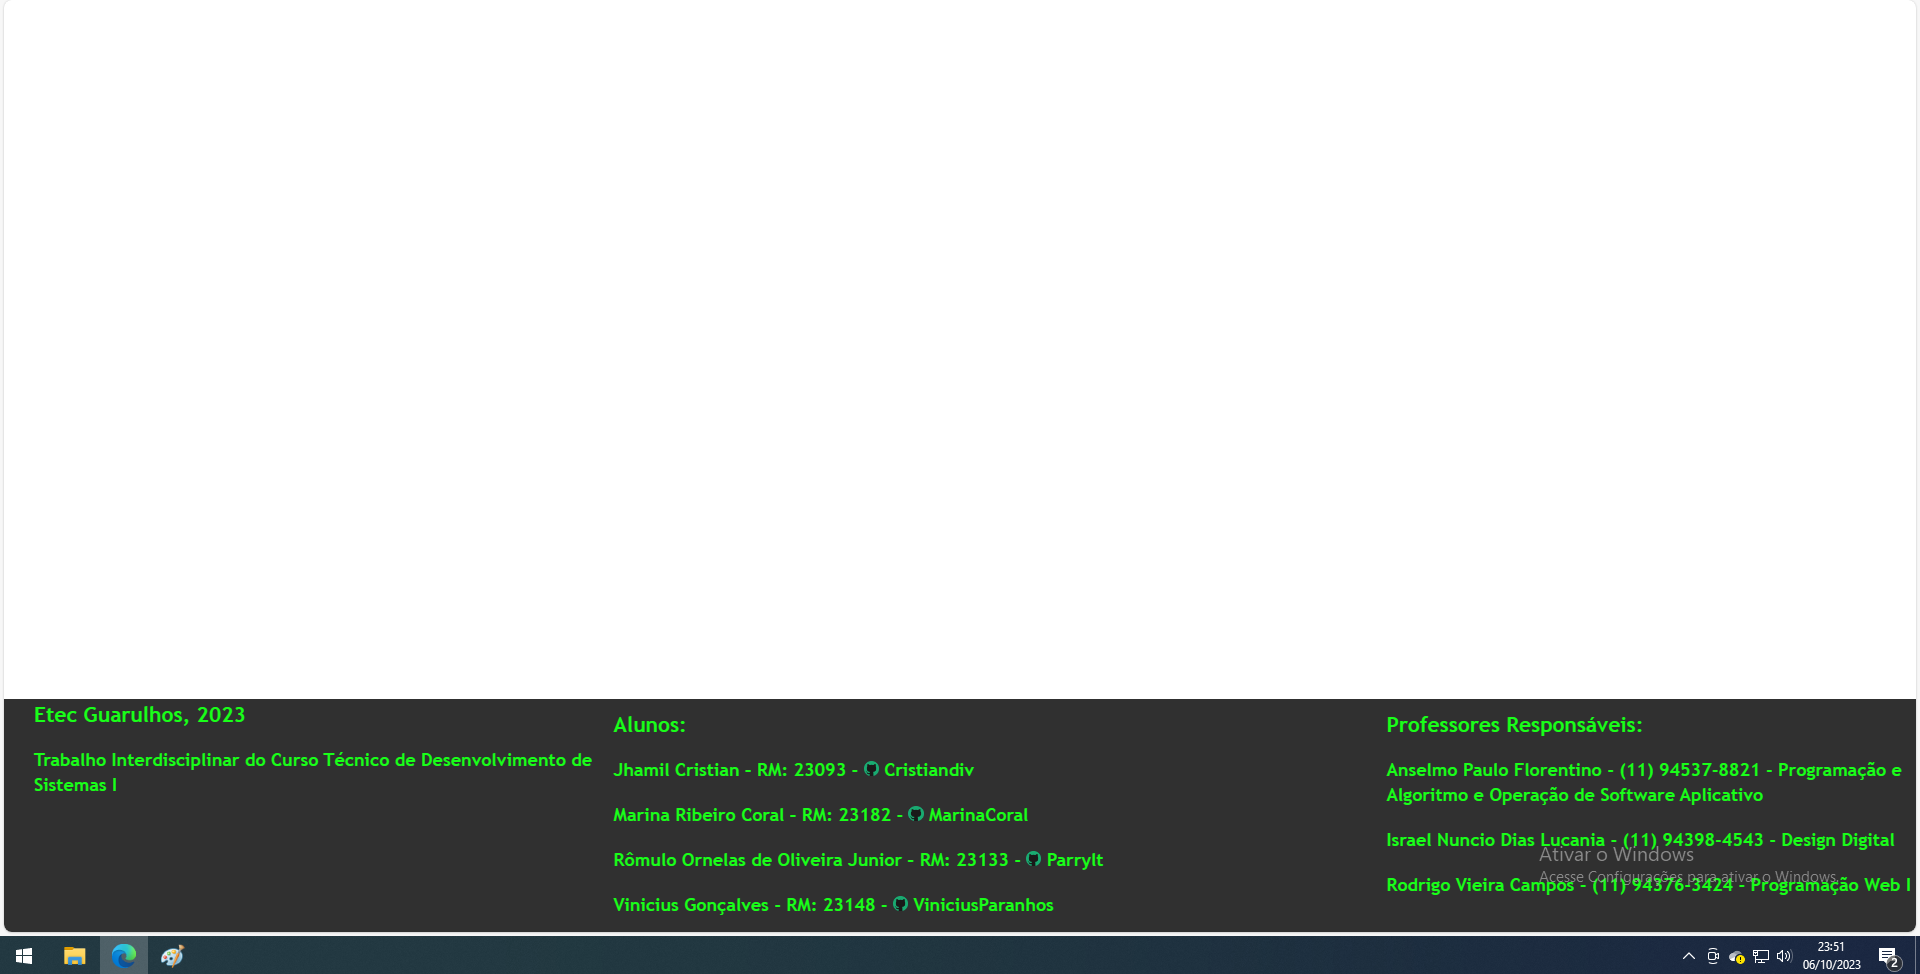 Etec Guarulhos, 2023
Trabalho Interdisciplinar do Curso Técnico de Desenvolvimento de
Sistemas I
Alunos:
Jhamil Cristian - RM: 23093 - Cristiandiv
Marina Ribeiro Coral - RM: 23182 - MarinaCoral
Rômulo Ornelas de Oliveira Junior - RM: 23133 - Parrylt
Vinicius Gonçalves - RM: 23148 - ViniciusParanhos
Professores Responsáveis:
Anselmo Paulo Florentino - (11) 94537-8821 - Programação e
Algoritmo e Operação de Software Aplicativo
Israel Nuncio Dias Lucania - (11) 94398-4543 - Design Digital
Rodrigo Vieira Campos - (11) 94376-3424 - Programação Web I
Ativar o Windows
Acesse Configurações para ativar o Windows.
23:51
06/10/2023
2